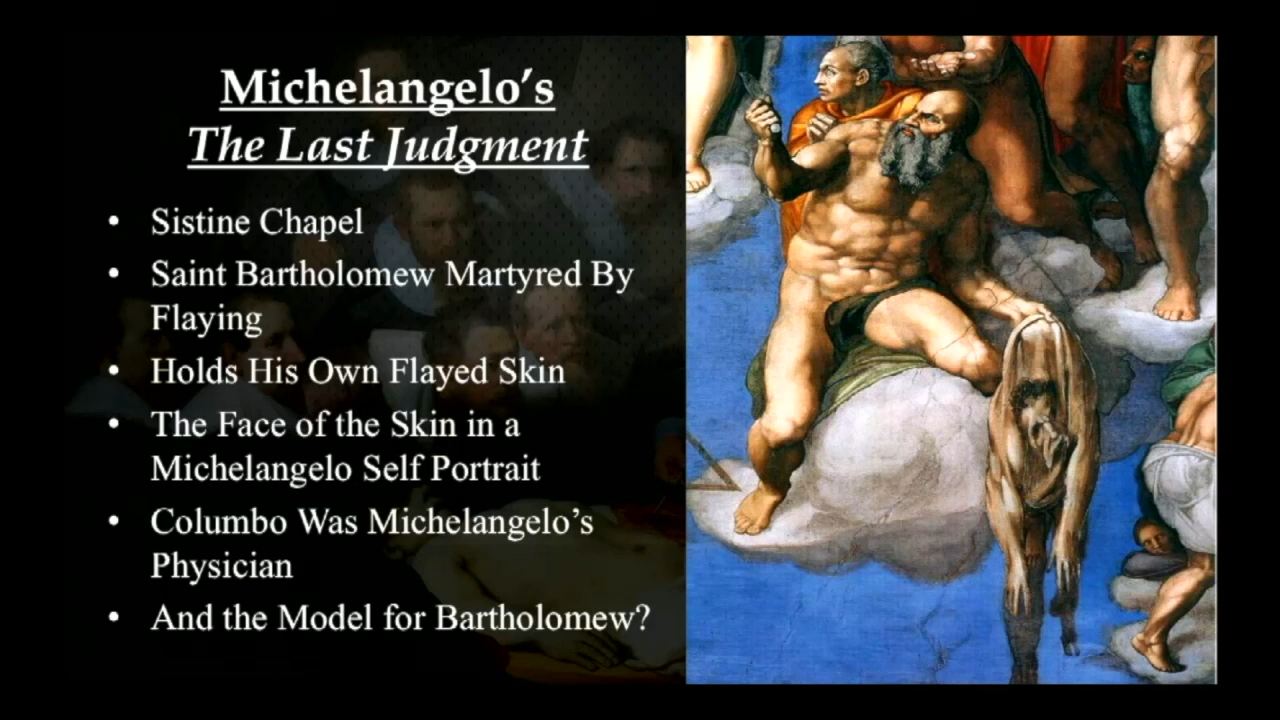 Michelangelo's
The Last Judgment
• Sistine Chapel
• Saint Bartholomew Martyred By
Flaying
• Holds His Own Flayed Skin
• The Face of the Skin in a
Michelangelo Self Portrait
• Columbo Was Michelangelo's
Physician
• And the Model for Bartholomew?